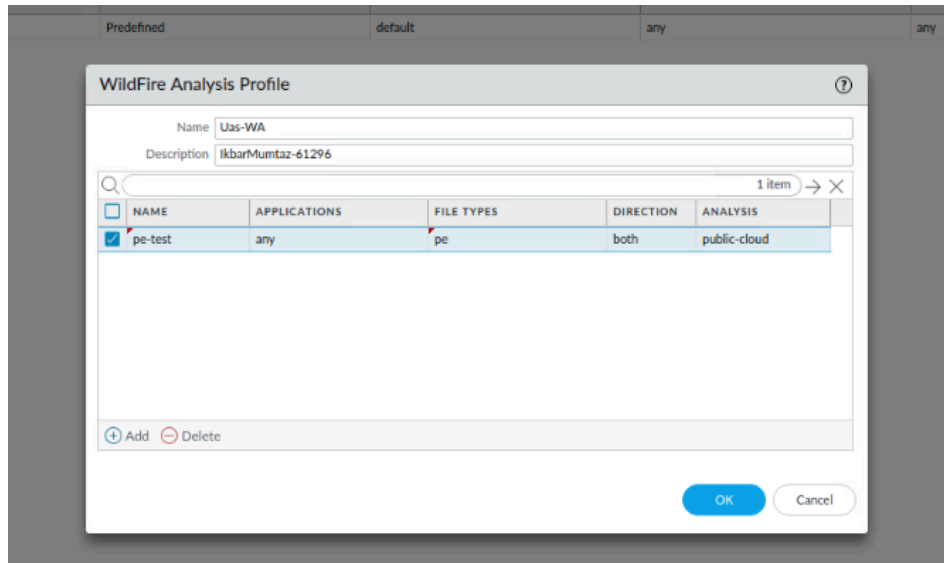 Predefined default any any
WildFire Analysis Profile
Name Uas-WA
Description IkbarMumtaz-61296
1 item
NAME APPLICATIONS FILE TYPES DIRECTION ANALYSIS
pe-test any pe both public-cloud
Add Delete
OK Cancel